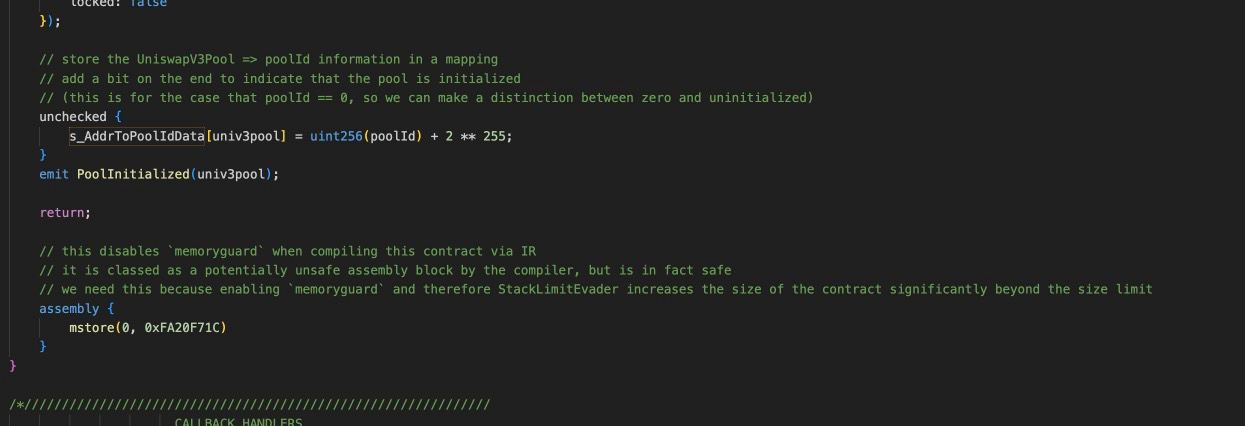 locked: false
});
// store the UniswapV3Pool => poolId information in a mapping
// add a bit on the end to indicate that the pool is initialized
// (this is for the case that poolId == 0, so we can make a distinction between zero and uninitialized)
unchecked {
s_AddrToPoolIdData[univ3pool] = uint256(poolId) + 2 ** 255;
}
emit PoolInitialized(univ3pool);
return;
// this disables `memoryguard` when compiling this contract via IR
// it is classed as a potentially unsafe assembly block by the compiler, but is in fact safe
// we need this because enabling `memoryguard` and therefore StackLimitEvader increases the size of the contract significantly beyond the size limit
assembly {
mstore(0, 0xFA20F71C)
}
}
/*//////////////////////////////////////////////////////////////
CALLBACK HANDLERS